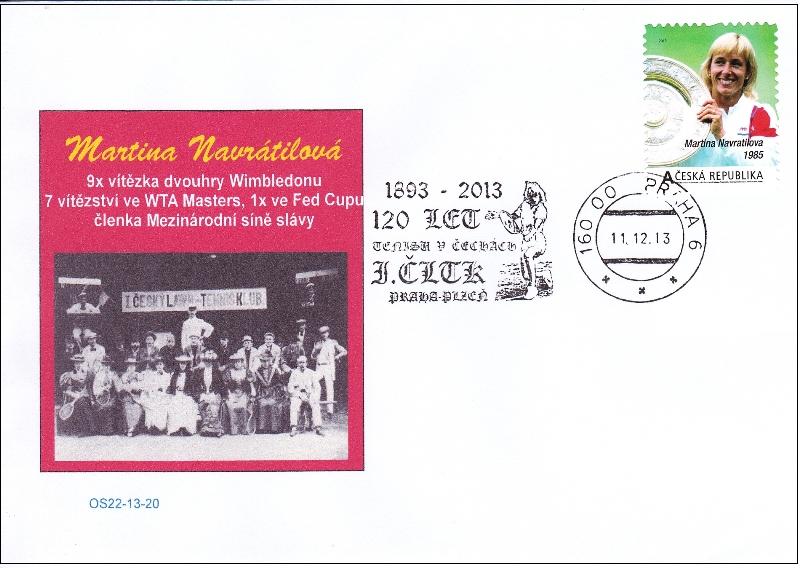 Martina Navrátilová
9x vítězka dvouhry Wimbledonu
7 vítězství ve WTA Masters, 1x ve Fed Cupu
členka Mezinárodní síně slávy
I. ČESKÝ LAWN-TENNIS KLUB
OS22-13-20
1893 - 2013
120 LET
TENISU V ČECHÁCH
I. ČLTK
PRAHA-PLZEŇ
Martina Navratilova
1985
A ČESKÁ REPUBLIKA
160 00 PRAHA 6
11.12.13